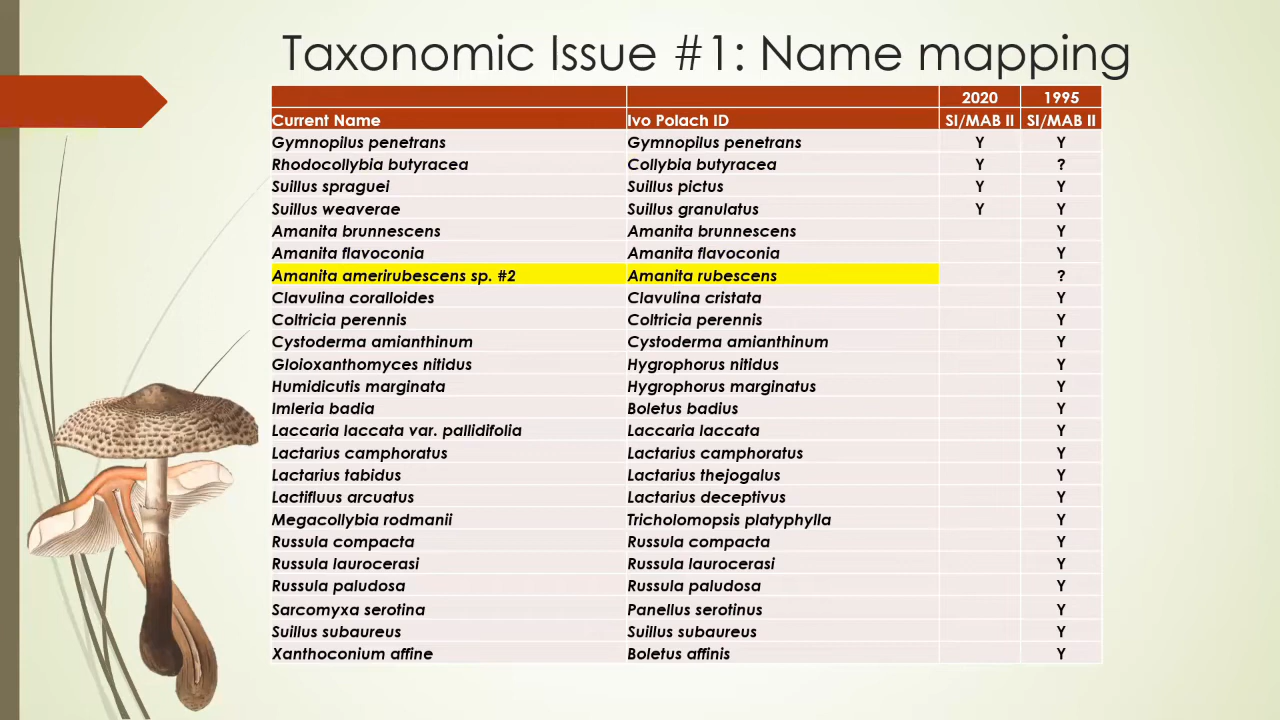 Taxonomic Issue #1: Name mapping
2020 1995
Current Name Ivo Polach ID SI/MAB II SI/MAB II
Gymnopilus penetrans Gymnopilus penetrans Y Y
Rhodocollybia butyracea Collybia butyracea Y ?
Suillus spraguei Suillus pictus Y Y
Suillus weaverae Suillus granulatus Y Y
Amanita brunnescens Amanita brunnescens Y
Amanita flavoconia Amanita flavoconia Y
Amanita amerirubescens sp. #2 Amanita rubescens ?
Clavulina coralloides Clavulina cristata Y
Coltricia perennis Coltricia perennis Y
Cystoderma amianthinum Cystoderma amianthinum Y
Gloioxanthomyces nitidus Hygrophorus nitidus Y
Humidicutis marginata Hygrophorus marginatus Y
Imleria badia Boletus badius Y
Laccaria laccata var. pallidifolia Laccaria laccata Y
Lactarius camphoratus Lactarius camphoratus Y
Lactarius tabidus Lactarius thejogalus Y
Lactifluus arcuatus Lactarius deceptivus Y
Megacollybia rodmanii Tricholomopsis platyphylla Y
Russula compacta Russula compacta Y
Russula laurocerasi Russula laurocerasi Y
Russula paludosa Russula paludosa Y
Sarcomyxa serotina Panellus serotinus Y
Suillus subaureus Suillus subaureus Y
Xanthoconium affine Boletus affinis Y